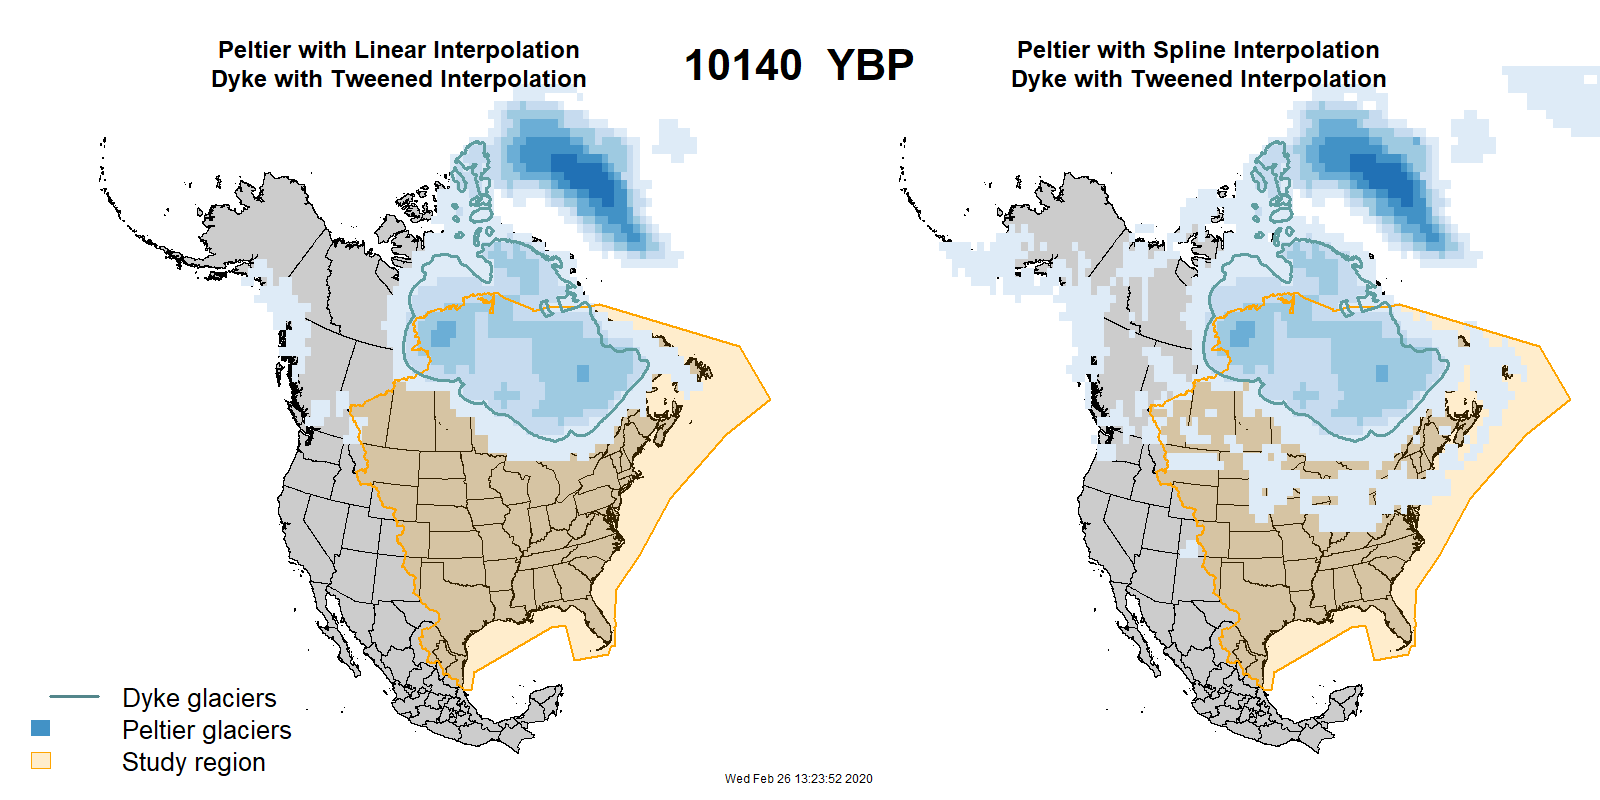 Peltier with Linear Interpolation
Dyke with Tweened Interpolation
10140 YBP
Peltier with Spline Interpolation
Dyke with Tweened Interpolation
Dyke glaciers
Peltier glaciers
Study region
Wed Feb 26 13:23:52 2020